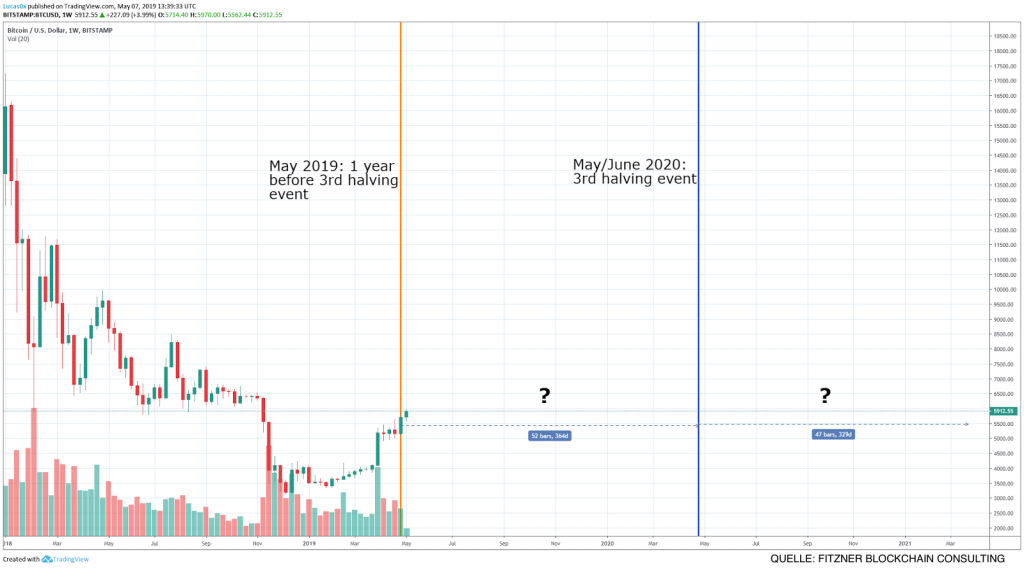 Lucas0x published on TradingView.com, May 07, 2019 13:39:33 UTC
BITSTAMP:BTCUSD, 1W 5912.55 ▲ +227.09 (+3.99%) O:5714.40 H:5970.00 L:5562.44 C:5912.55
Bitcoin / U.S. Dollar, 1W, BITSTAMP
Vol (20)
18500.00
18000.00
17500.00
17000.00
16500.00
16000.00
15500.00
15000.00
14500.00
14000.00
13500.00
13000.00
12500.00
12000.00
11500.00
11000.00
10500.00
10000.00
9500.00
9000.00
8500.00
8000.00
7500.00
7000.00
6500.00
5912.55
5500.00
5000.00
4500.00
4000.00
3500.00
3000.00
2500.00
2000.00
May 2019: 1 year
before 3rd halving
event
May/June 2020:
3rd halving event
?
?
52 bars, 364d
47 bars, 329d
018 Mar May Jul Sep Nov 2019 Mar May Jul Sep Nov 2020 Mar May Jul Sep Nov 2021 Mar
Created with TradingView
QUELLE: FITZNER BLOCKCHAIN CONSULTING